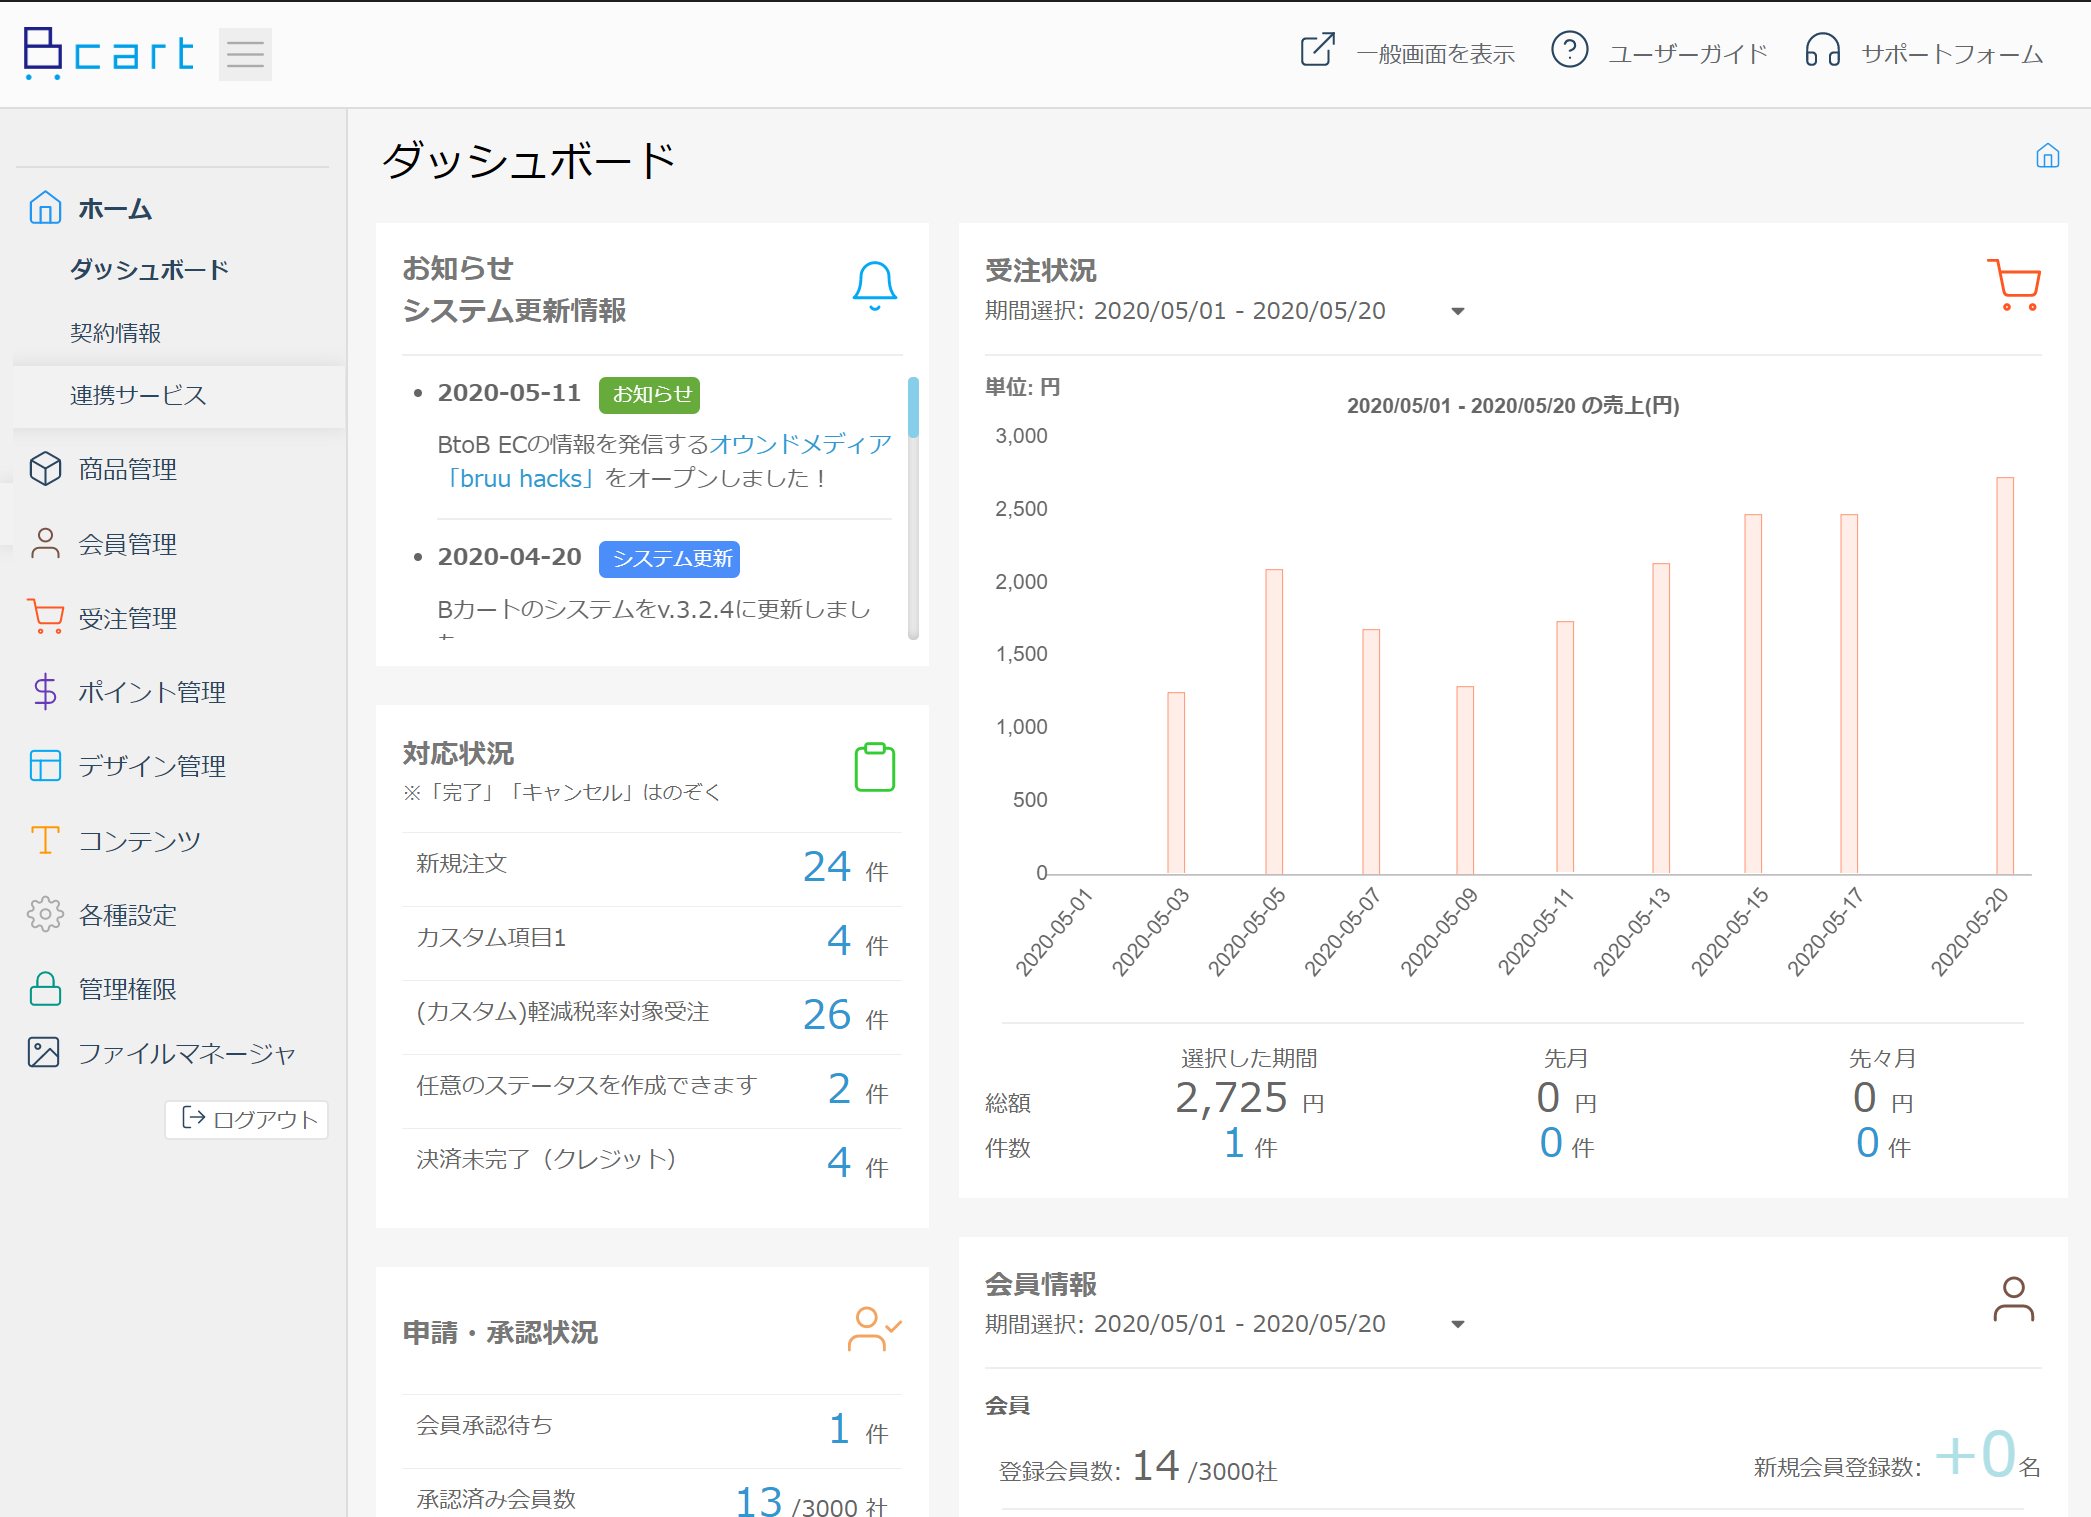 Bcart
一般画面を表示
ユーザーガイド
サポートフォーム
ホーム
ダッシュボード
契約情報
連携サービス
商品管理
会員管理
受注管理
ポイント管理
デザイン管理
コンテンツ
各種設定
管理権限
ファイルマネージャ
ログアウト
ダッシュボード
お知らせ
システム更新情報
2020-05-11 お知らせ
BtoB ECの情報を発信するオウンドメディア
「bruu hacks」をオープンしました！
2020-04-20 システム更新
Bカートのシステムをv.3.2.4に更新しまし
対応状況
※「完了」「キャンセル」はのぞく
新規注文 24 件
カスタム項目1 4 件
(カスタム)軽減税率対象受注 26 件
任意のステータスを作成できます 2 件
決済未完了（クレジット） 4 件
申請・承認状況
会員承認待ち 1 件
承認済み会員数 13 /3000 社
受注状況
期間選択: 2020/05/01 - 2020/05/20
単位: 円
2020/05/01 - 2020/05/20 の売上(円)
3,000
2,500
2,000
1,500
1,000
500
0
2020-05-01
2020-05-03
2020-05-05
2020-05-07
2020-05-09
2020-05-11
2020-05-13
2020-05-15
2020-05-17
2020-05-20
選択した期間 先月 先々月
総額 2,725 円 0 円 0 円
件数 1 件 0 件 0 件
会員情報
期間選択: 2020/05/01 - 2020/05/20
会員
登録会員数: 14 /3000社
新規会員登録数: +0名